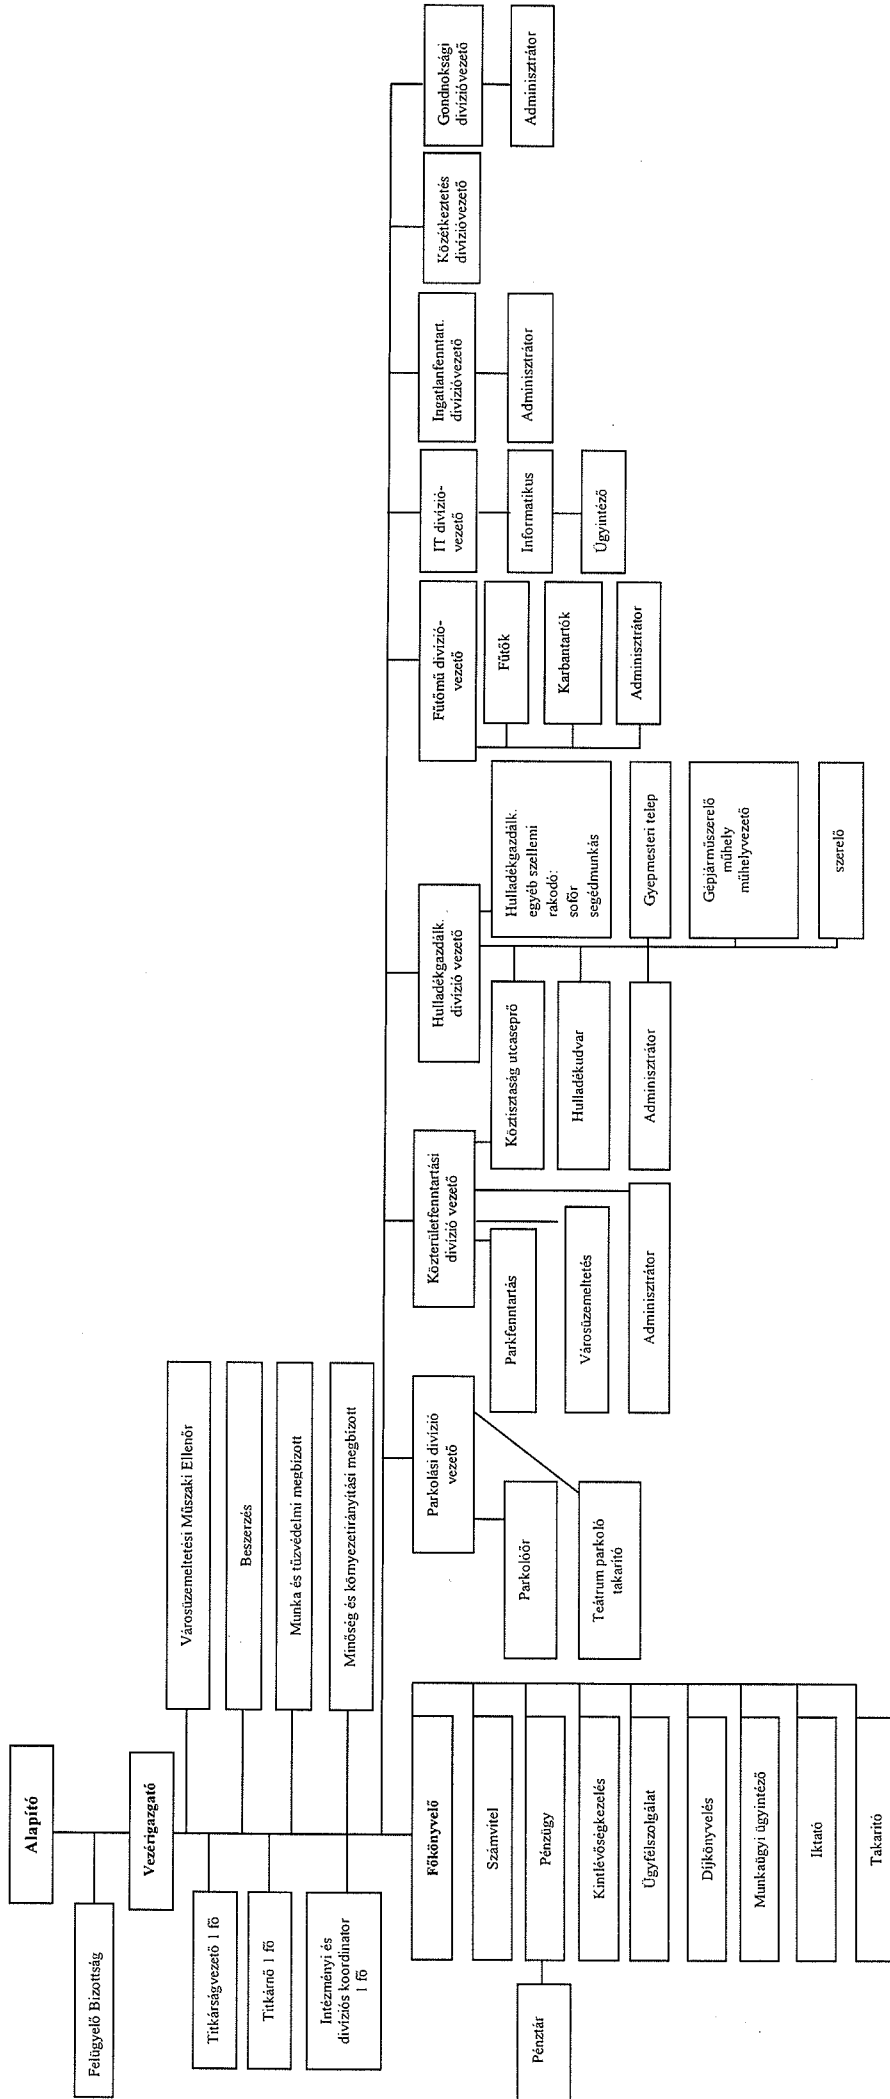 Alapító
Felügyelő Bizottság
Vezérigazgató
Városüzemeltetési Műszaki Ellenőr
Titkárságvezető 1 fő
Beszerzés
Titkárnő 1 fő
Munka és tűzvédelmi megbízott
Intézményi és
divíziós koordinátor
1 fő
Minőség és környezetirányítási megbízott
Főkönyvelő
Számvitel
Pénzügy
Pénztár
Kintlévőségkezelés
Ügyfélszolgálat
Díjkönyvelés
Munkaügyi ügyintéző
Iktató
Takarító
Parkolási divízió
vezető
Parkolóőr
Teátrum parkoló
takarító
Közterületfenntartási
divízió vezető
Parkfenntartás
Városüzemeltetés
Adminisztrátor
Hulladékgazdálk.
divízió vezető
Köztisztaság utcaseprő
Hulladékudvar
Adminisztrátor
Hulladékgazdálk.
egyéb szellemi
rakodó:
sofőr
segédmunkás
Gyepmesteri telep
Gépjárműszerelő
műhely
műhelyvezető
szerelő
Fűtőmű divízió-
vezető
Fűtők
Karbantartók
Adminisztrátor
IT divízió-
vezető
Informatikus
Ügyintéző
Ingatlanfenntart.
divízióvezető
Adminisztrátor
Közétkeztetés
divízióvezető
Gondnoksági
divízióvezető
Adminisztrátor